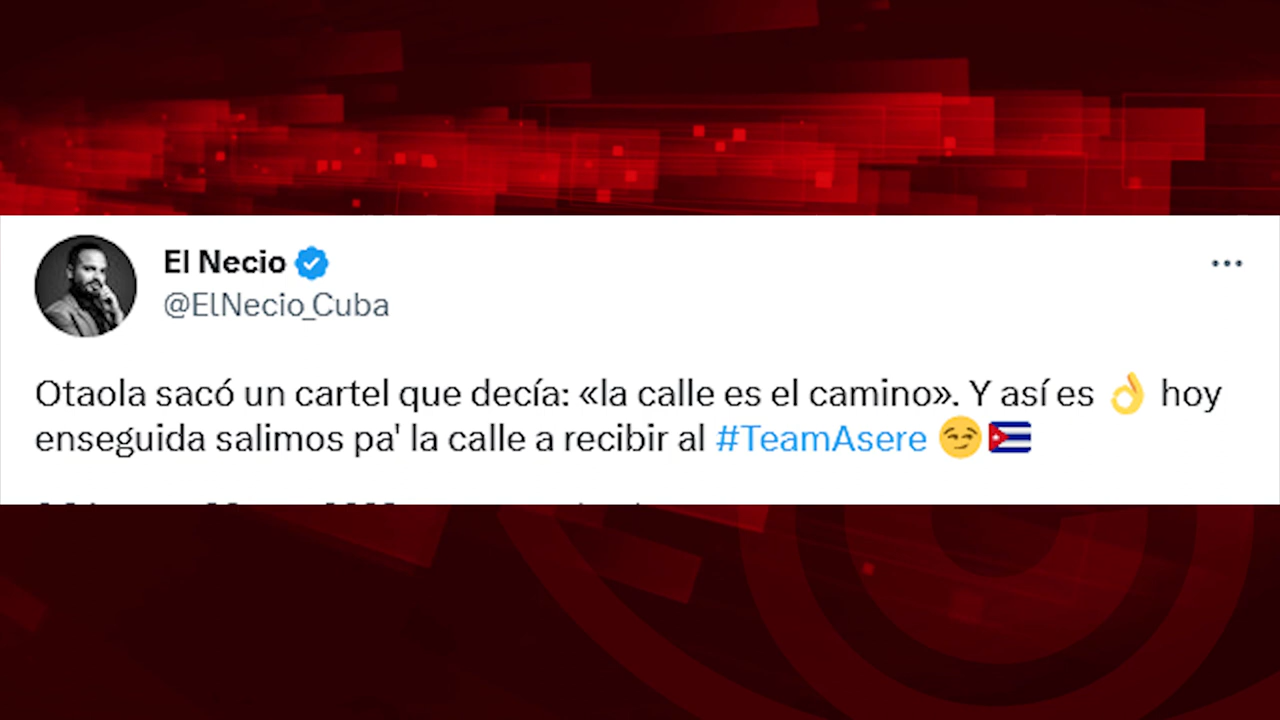 El Necio
@ElNecio_Cuba
Otaola sacó un cartel que decía: «la calle es el camino». Y así es 👌 hoy
enseguida salimos pa' la calle a recibir al #TeamAsere 😏🇨🇺